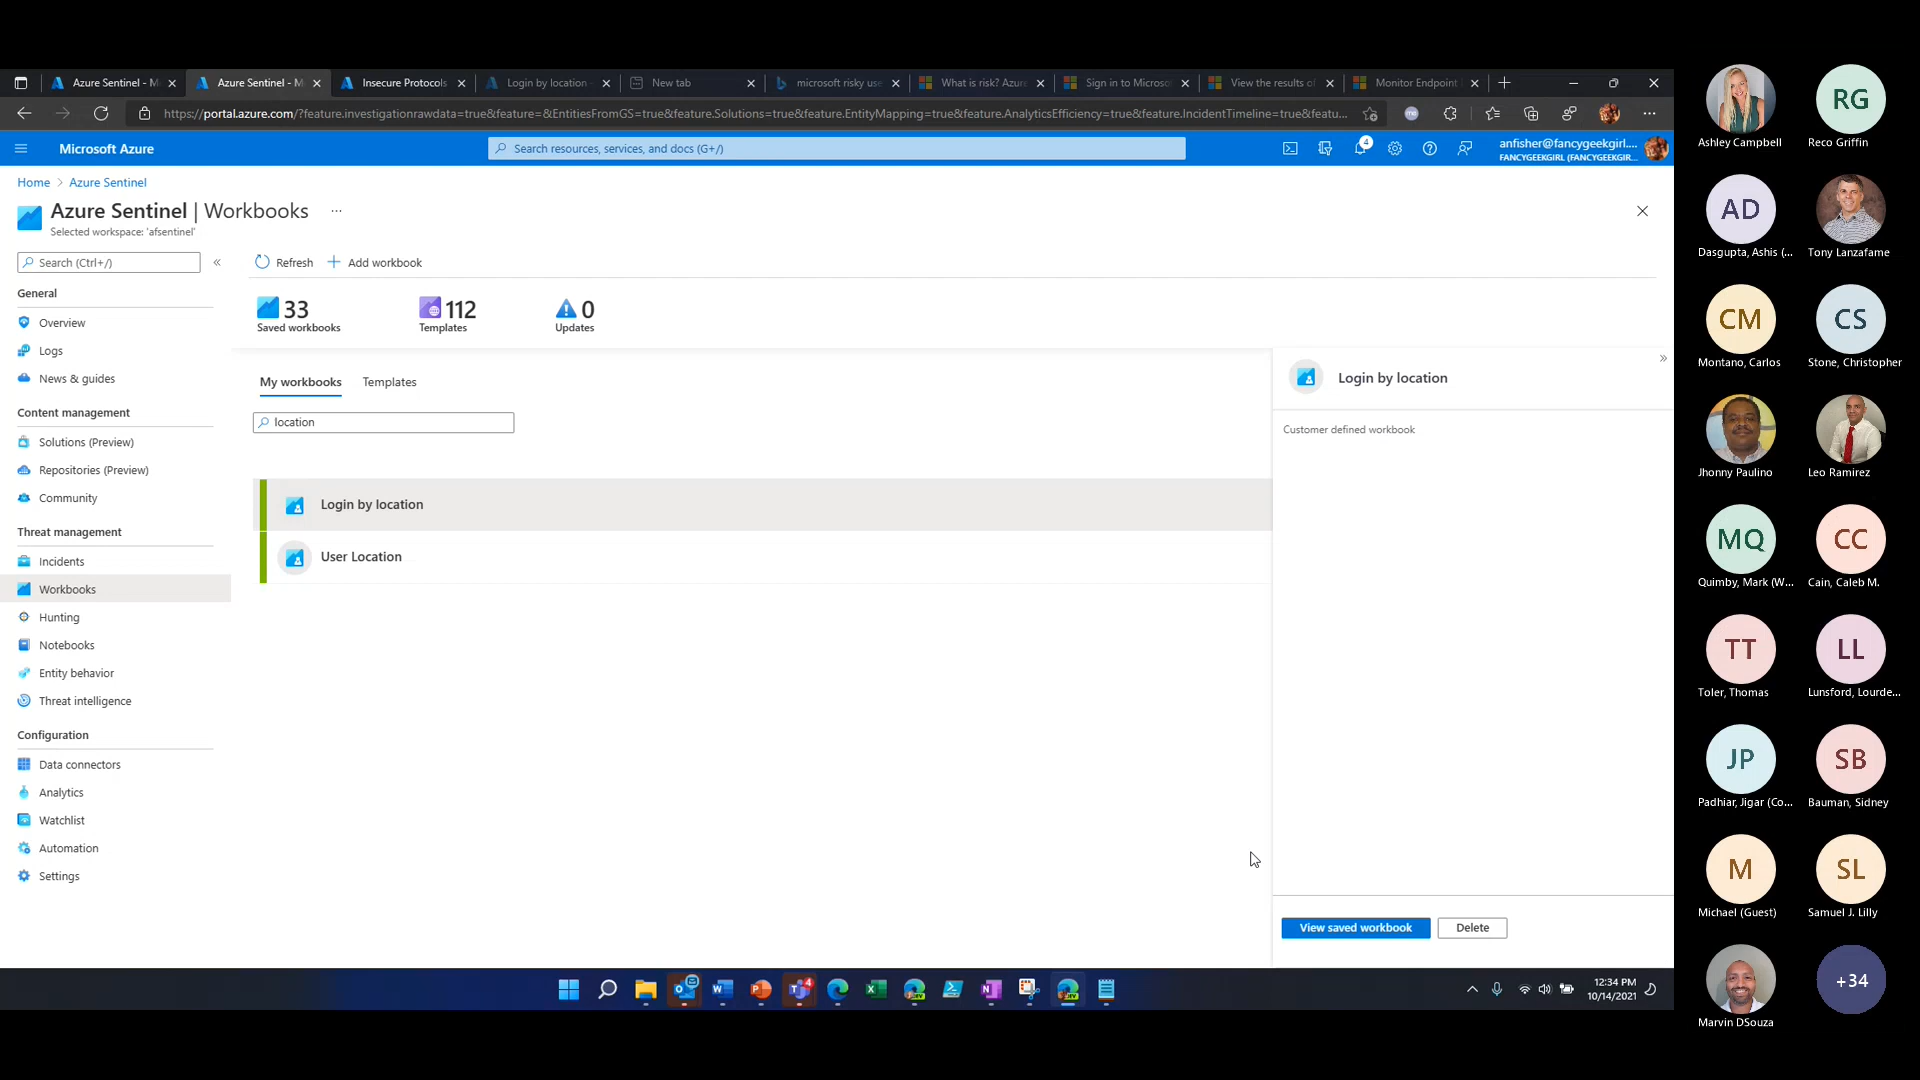 Azure Sentinel - M
Azure Sentinel - M
Insecure Protocols
Login by location -
New tab
microsoft risky use
What is risk? Azure
Sign in to Microso
View the results of
Monitor Endpoint
https://portal.azure.com/?feature.investigationrawdata=true&feature=&EntitiesFromGS=true&feature.Solutions=true&feature.EntityMapping=true&feature.AnalyticsEfficiency=true&feature.IncidentTimeline=true&featu...
Microsoft Azure
Search resources, services, and docs (G+/)
4
anfisher@fancygeekgirl....
FANCYGEEKGIRL (FANCYGEEKGIR...
Home > Azure Sentinel
Azure Sentinel | Workbooks ...
Selected workspace: 'afsentinel'
Search (Ctrl+/)
«
Refresh
Add workbook
General
Overview
Logs
News & guides
Content management
Solutions (Preview)
Repositories (Preview)
Community
Threat management
Incidents
Workbooks
Hunting
Notebooks
Entity behavior
Threat intelligence
Configuration
Data connectors
Analytics
Watchlist
Automation
Settings
33
Saved workbooks
112
Templates
0
Updates
My workbooks
Templates
location
Login by location
User Location
»
Login by location
Customer defined workbook
View saved workbook
Delete
4
12:34 PM
10/14/2021
Ashley Campbell
RG
Reco Griffin
AD
Dasgupta, Ashis (...
Tony Lanzafame
CM
Montano, Carlos
CS
Stone, Christopher
Jhonny Paulino
Leo Ramirez
MQ
Quimby, Mark (W...
CC
Cain, Caleb M.
TT
Toler, Thomas
LL
Lunsford, Lourde...
JP
Padhiar, Jigar (Co...
SB
Bauman, Sidney
M
Michael (Guest)
SL
Samuel J. Lilly
Marvin DSouza
+34